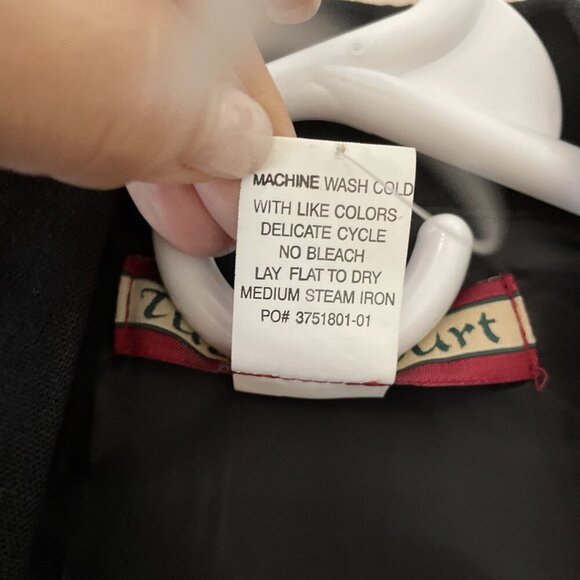 MACHINE WASH COLD
WITH LIKE COLORS
DELICATE CYCLE
NO BLEACH
LAY FLAT TO DRY
MEDIUM STEAM IRON
PO# 3751801-01